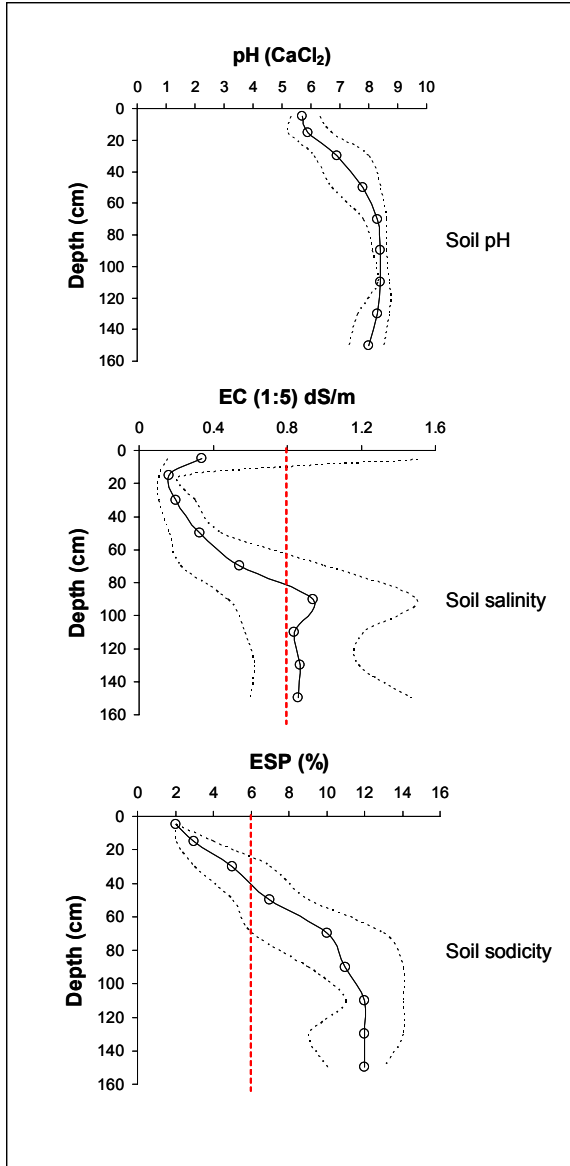 pH (CaCl₂)
0 1 2 3 4 5 6 7 8 9 10
0
20
40
60
80
100
120
140
160
Depth (cm)
Soil pH
EC (1:5) dS/m
0 0.4 0.8 1.2 1.6
0
20
40
60
80
100
120
140
160
Depth (cm)
Soil salinity
ESP (%)
0 2 4 6 8 10 12 14 16
0
20
40
60
80
100
120
140
160
Depth (cm)
Soil sodicity